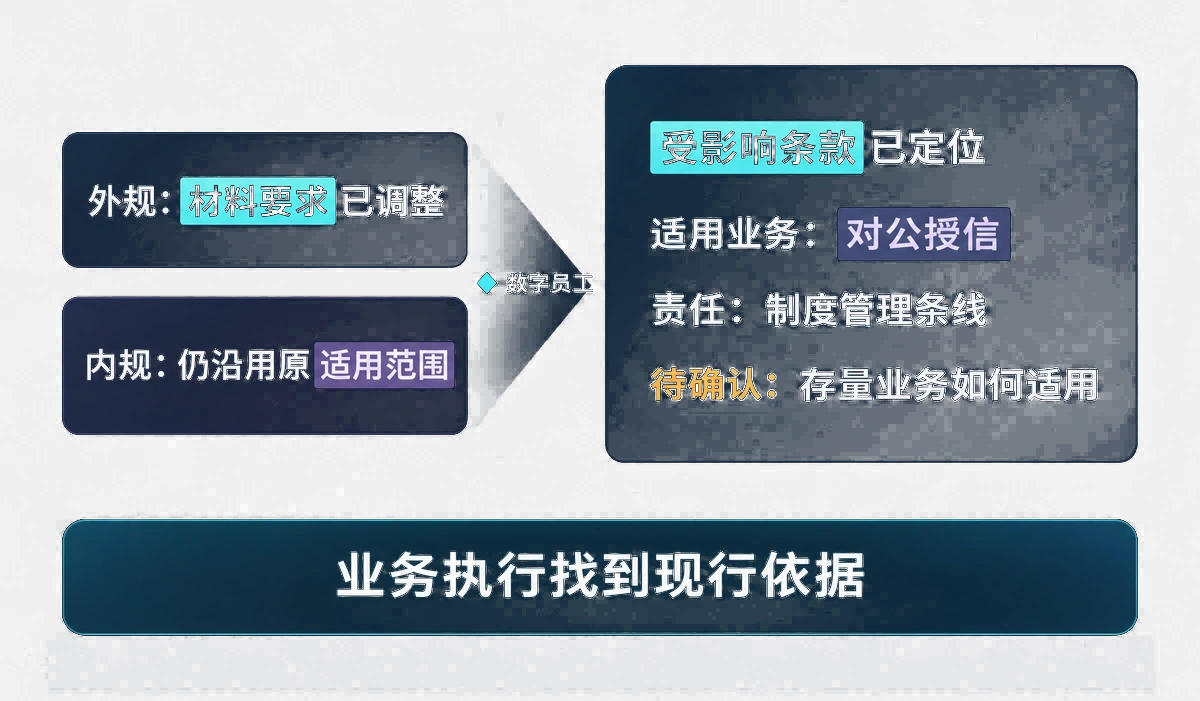 外规：材料要求已调整
内规：仍沿用原适用范围
数字员工
受影响条款已定位
适用业务：对公授信
责任：制度管理条线
待确认：存量业务如何适用
业务执行找到现行依据